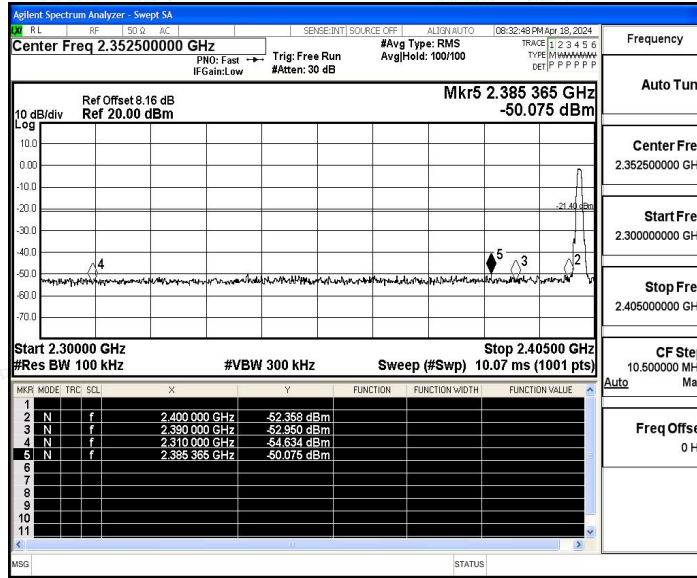 Agilent Spectrum Analyzer - Swept SA
LXI RL RF 50 Ω AC SENSE:INT SOURCE OFF ALIGNAUTO 08:32:48 PM Apr 18, 2024
Center Freq 2.352500000 GHz
PNO: Fast
IFGain:Low
Trig: Free Run
#Atten: 30 dB
#Avg Type: RMS
Avg|Hold: 100/100
TRACE 1 2 3 4 5 6
TYPE MWWWWW
DET P P P P P P
Ref Offset 8.16 dB
10 dB/div Ref 20.00 dBm
Log
Mkr5 2.385 365 GHz
-50.075 dBm
10.0
0.00
-10.0
-20.0
-30.0
-40.0
-50.0
-60.0
-70.0
-21.40 dBm
4
5
3
2
Start 2.30000 GHz Stop 2.40500 GHz
#Res BW 100 kHz #VBW 300 kHz Sweep (#Swp) 10.07 ms (1001 pts)
MKR MODE TRC SCL X Y FUNCTION FUNCTION WIDTH FUNCTION VALUE
1
2 N f 2.400 000 GHz -52.358 dBm
3 N f 2.390 000 GHz -52.950 dBm
4 N f 2.310 000 GHz -54.634 dBm
5 N f 2.385 365 GHz -50.075 dBm
6
7
8
9
10
11
MSG STATUS
Frequency
Auto Tun
Center Fre
2.352500000 GH
Start Fre
2.300000000 GH
Stop Fre
2.405000000 GH
CF Ste
10.500000 MH
Auto Ma
Freq Offse
0 H